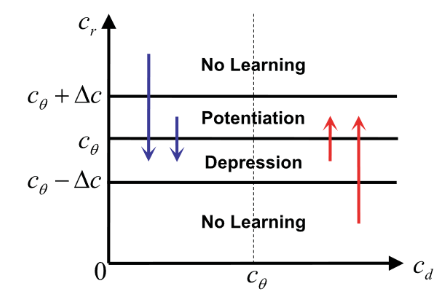 c_r
No Learning
c_θ + Δc
Potentiation
c_θ
Depression
c_θ − Δc
No Learning
0
c_θ
c_d